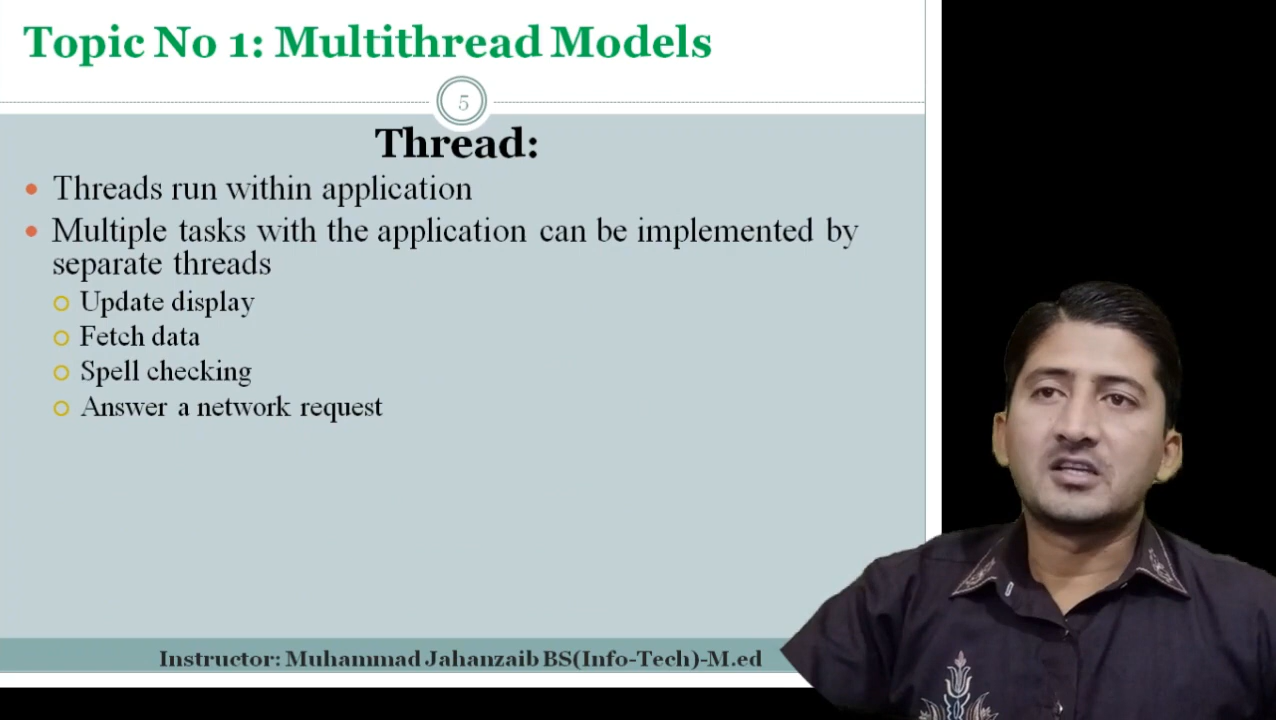 Topic No 1: Multithread Models
5
Thread:
Threads run within application
Multiple tasks with the application can be implemented by
separate threads
Update display
Fetch data
Spell checking
Answer a network request
Instructor: Muhammad Jahanzaib BS(Info-Tech)-M.ed